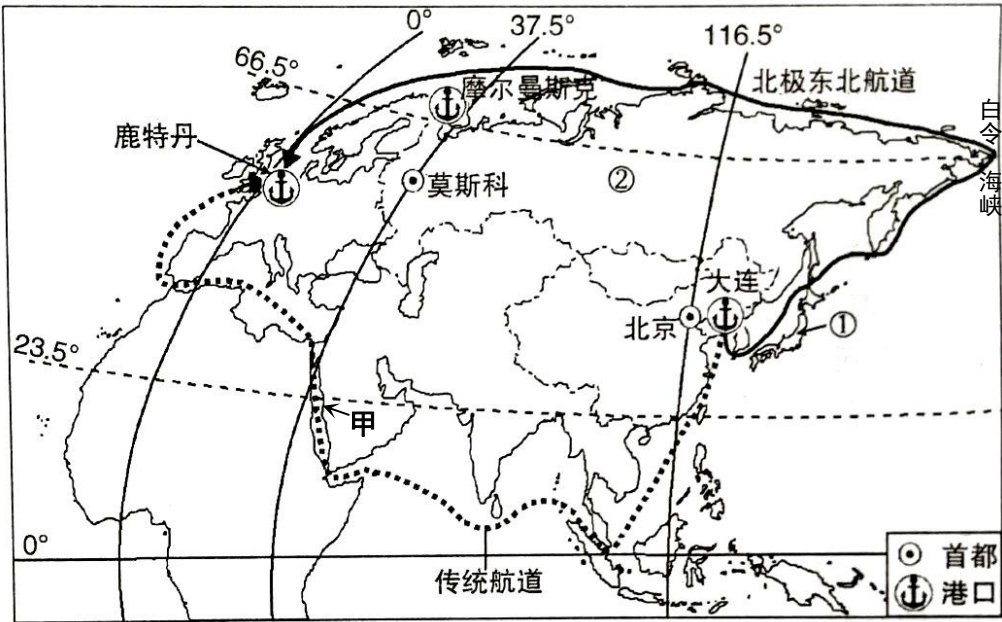 0°
37.5°
116.5°
66.5°
摩尔曼斯克
北极东北航道
白令海峡
鹿特丹
莫斯科
②
大连
北京
①
23.5°
甲
0°
传统航道
首都
港口